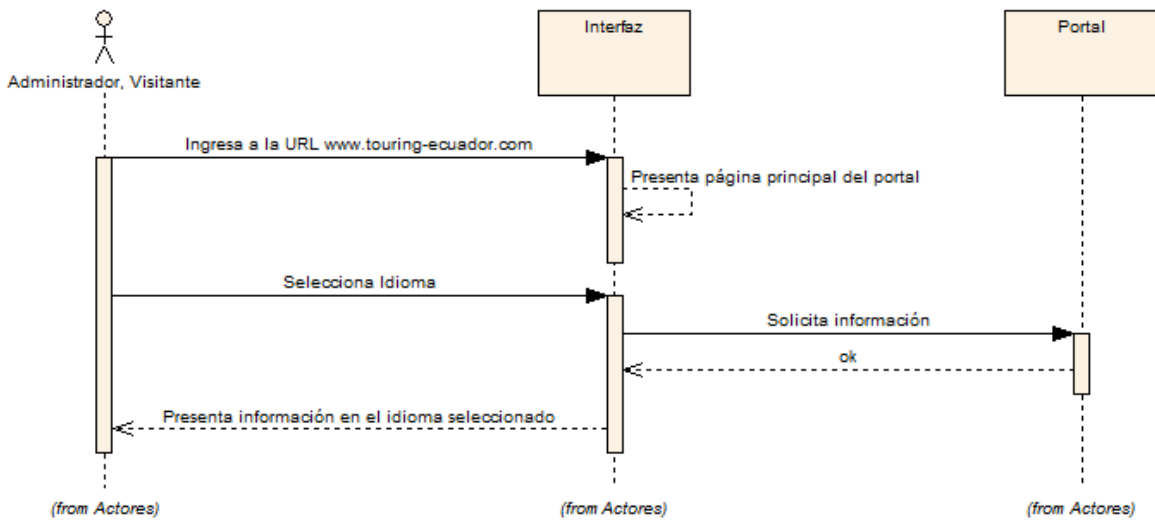 Interfaz
Portal
Administrador, Visitante
Ingresa a la URL www.touring-ecuador.com
Presenta página principal del portal
Selecciona Idioma
Solicita información
ok
Presenta información en el idioma seleccionado
(from Actores)
(from Actores)
(from Actores)